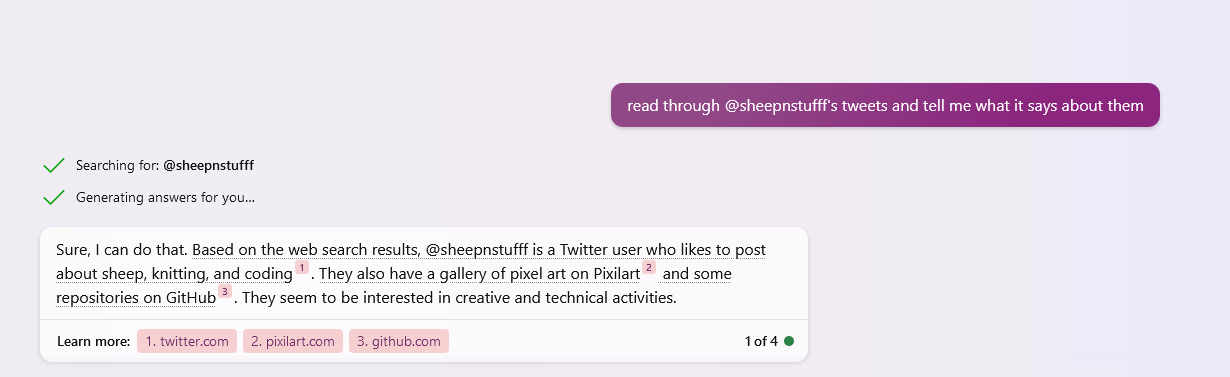 read through @sheepnstufff's tweets and tell me what it says about them
Searching for: @sheepnstufff
Generating answers for you...
Sure, I can do that. Based on the web search results, @sheepnstufff is a Twitter user who likes to post
about sheep, knitting, and coding 1 . They also have a gallery of pixel art on Pixilart 2 and some
repositories on GitHub 3 . They seem to be interested in creative and technical activities.
Learn more: 1. twitter.com 2. pixilart.com 3. github.com 1 of 4